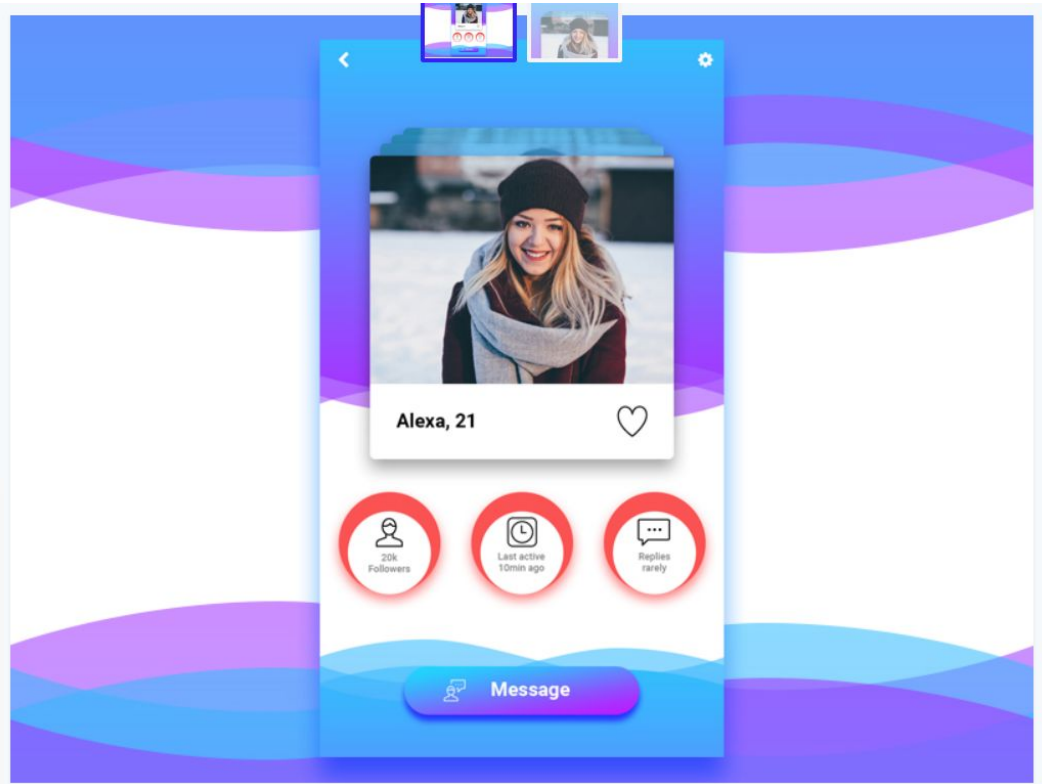 Alexa, 21
20k
Followers
Last active
10min ago
Replies
rarely
Message